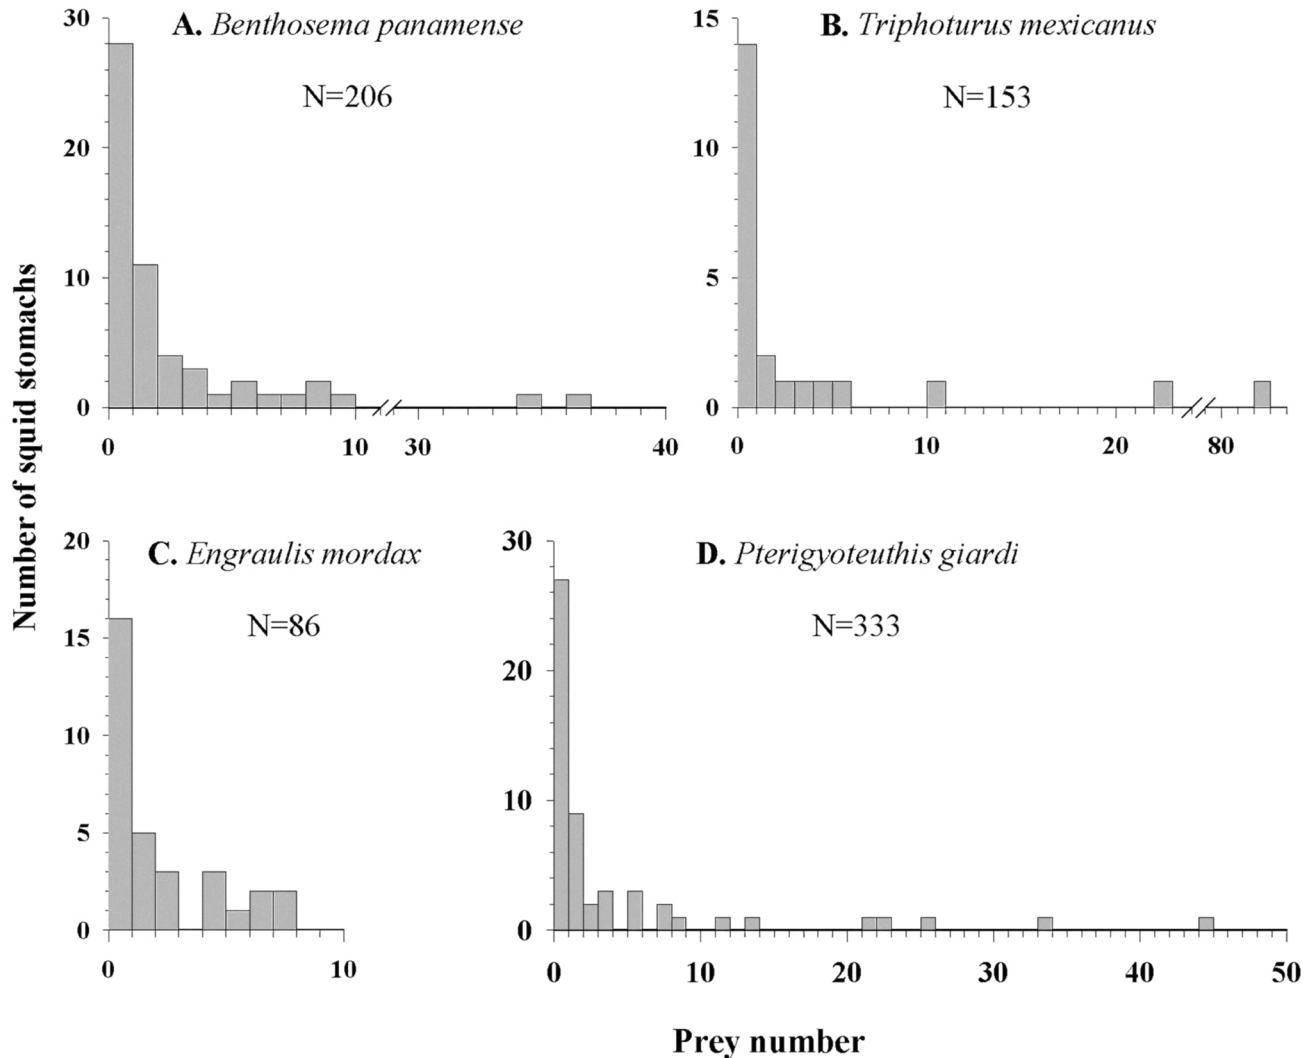 A. Benthosema panamense
N=206
30
20
10
0
0 10 30 40
B. Triphoturus mexicanus
N=153
15
10
5
0
0 10 20 80
Number of squid stomachs
C. Engraulis mordax
N=86
20
15
10
5
0
0 10
D. Pterigyoteuthis giardi
N=333
30
20
10
0
0 10 20 30 40 50
Prey number